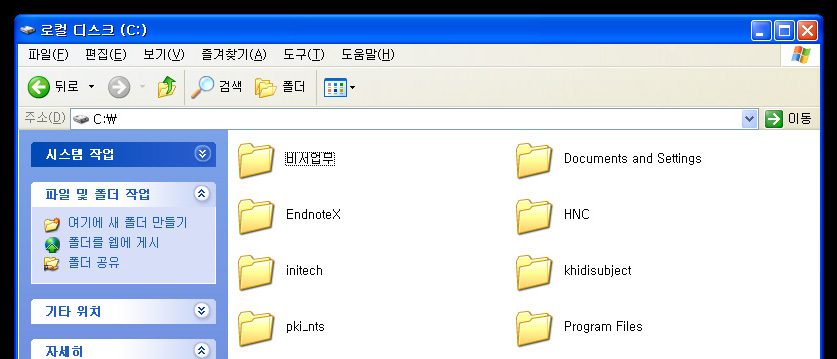 로컬 디스크 (C:)
파일(F) 편집(E) 보기(V) 즐겨찾기(A) 도구(T) 도움말(H)
뒤로 검색 폴더
주소(D) C:\ 이동
시스템 작업
파일 및 폴더 작업
여기에 새 폴더 만들기
폴더를 웹에 게시
폴더 공유
기타 위치
자세히
비서업무 Documents and Settings
EndnoteX HNC
initech khidisubject
pki_nts Program Files